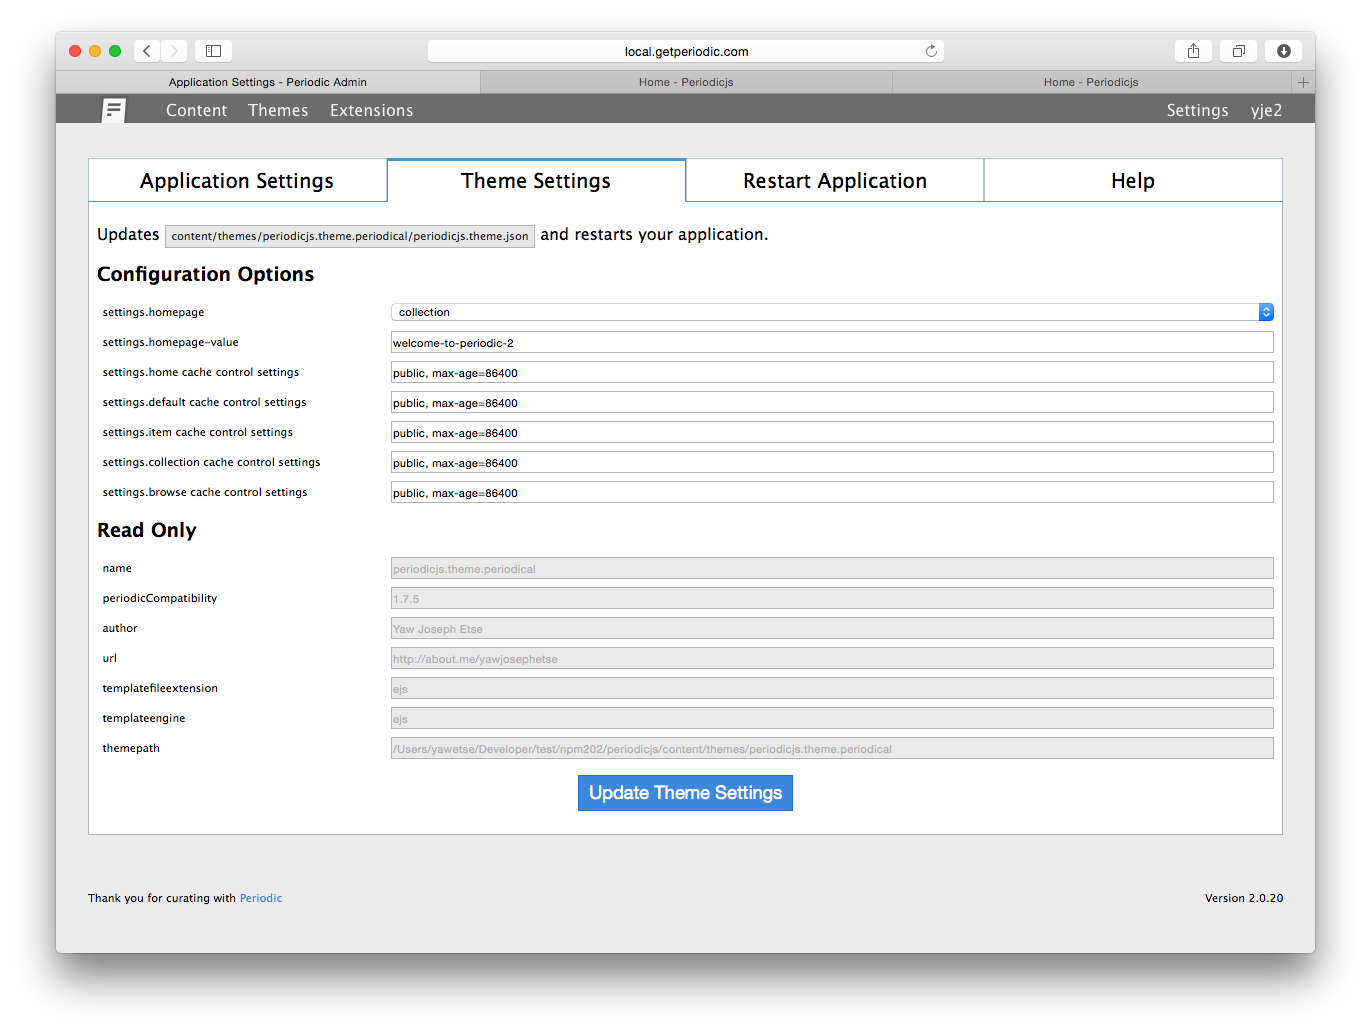 local.getperiodic.com
Application Settings - Periodic Admin
Home - Periodicjs
Home - Periodicjs
Content Themes Extensions
Settings yje2
Application Settings
Theme Settings
Restart Application
Help
Updates content/themes/periodicjs.theme.periodical/periodicjs.theme.json and restarts your application.
Configuration Options
settings.homepage collection
settings.homepage-value welcome-to-periodic-2
settings.home cache control settings public, max-age=86400
settings.default cache control settings public, max-age=86400
settings.item cache control settings public, max-age=86400
settings.collection cache control settings public, max-age=86400
settings.browse cache control settings public, max-age=86400
Read Only
name periodicjs.theme.periodical
periodicCompatibility 1.7.5
author Yaw Joseph Etse
url http://about.me/yawjosephetse
templatefileextension ejs
templateengine ejs
themepath /Users/yawetse/Developer/test/npm202/periodicjs/content/themes/periodicjs.theme.periodical
Update Theme Settings
Thank you for curating with Periodic
Version 2.0.20